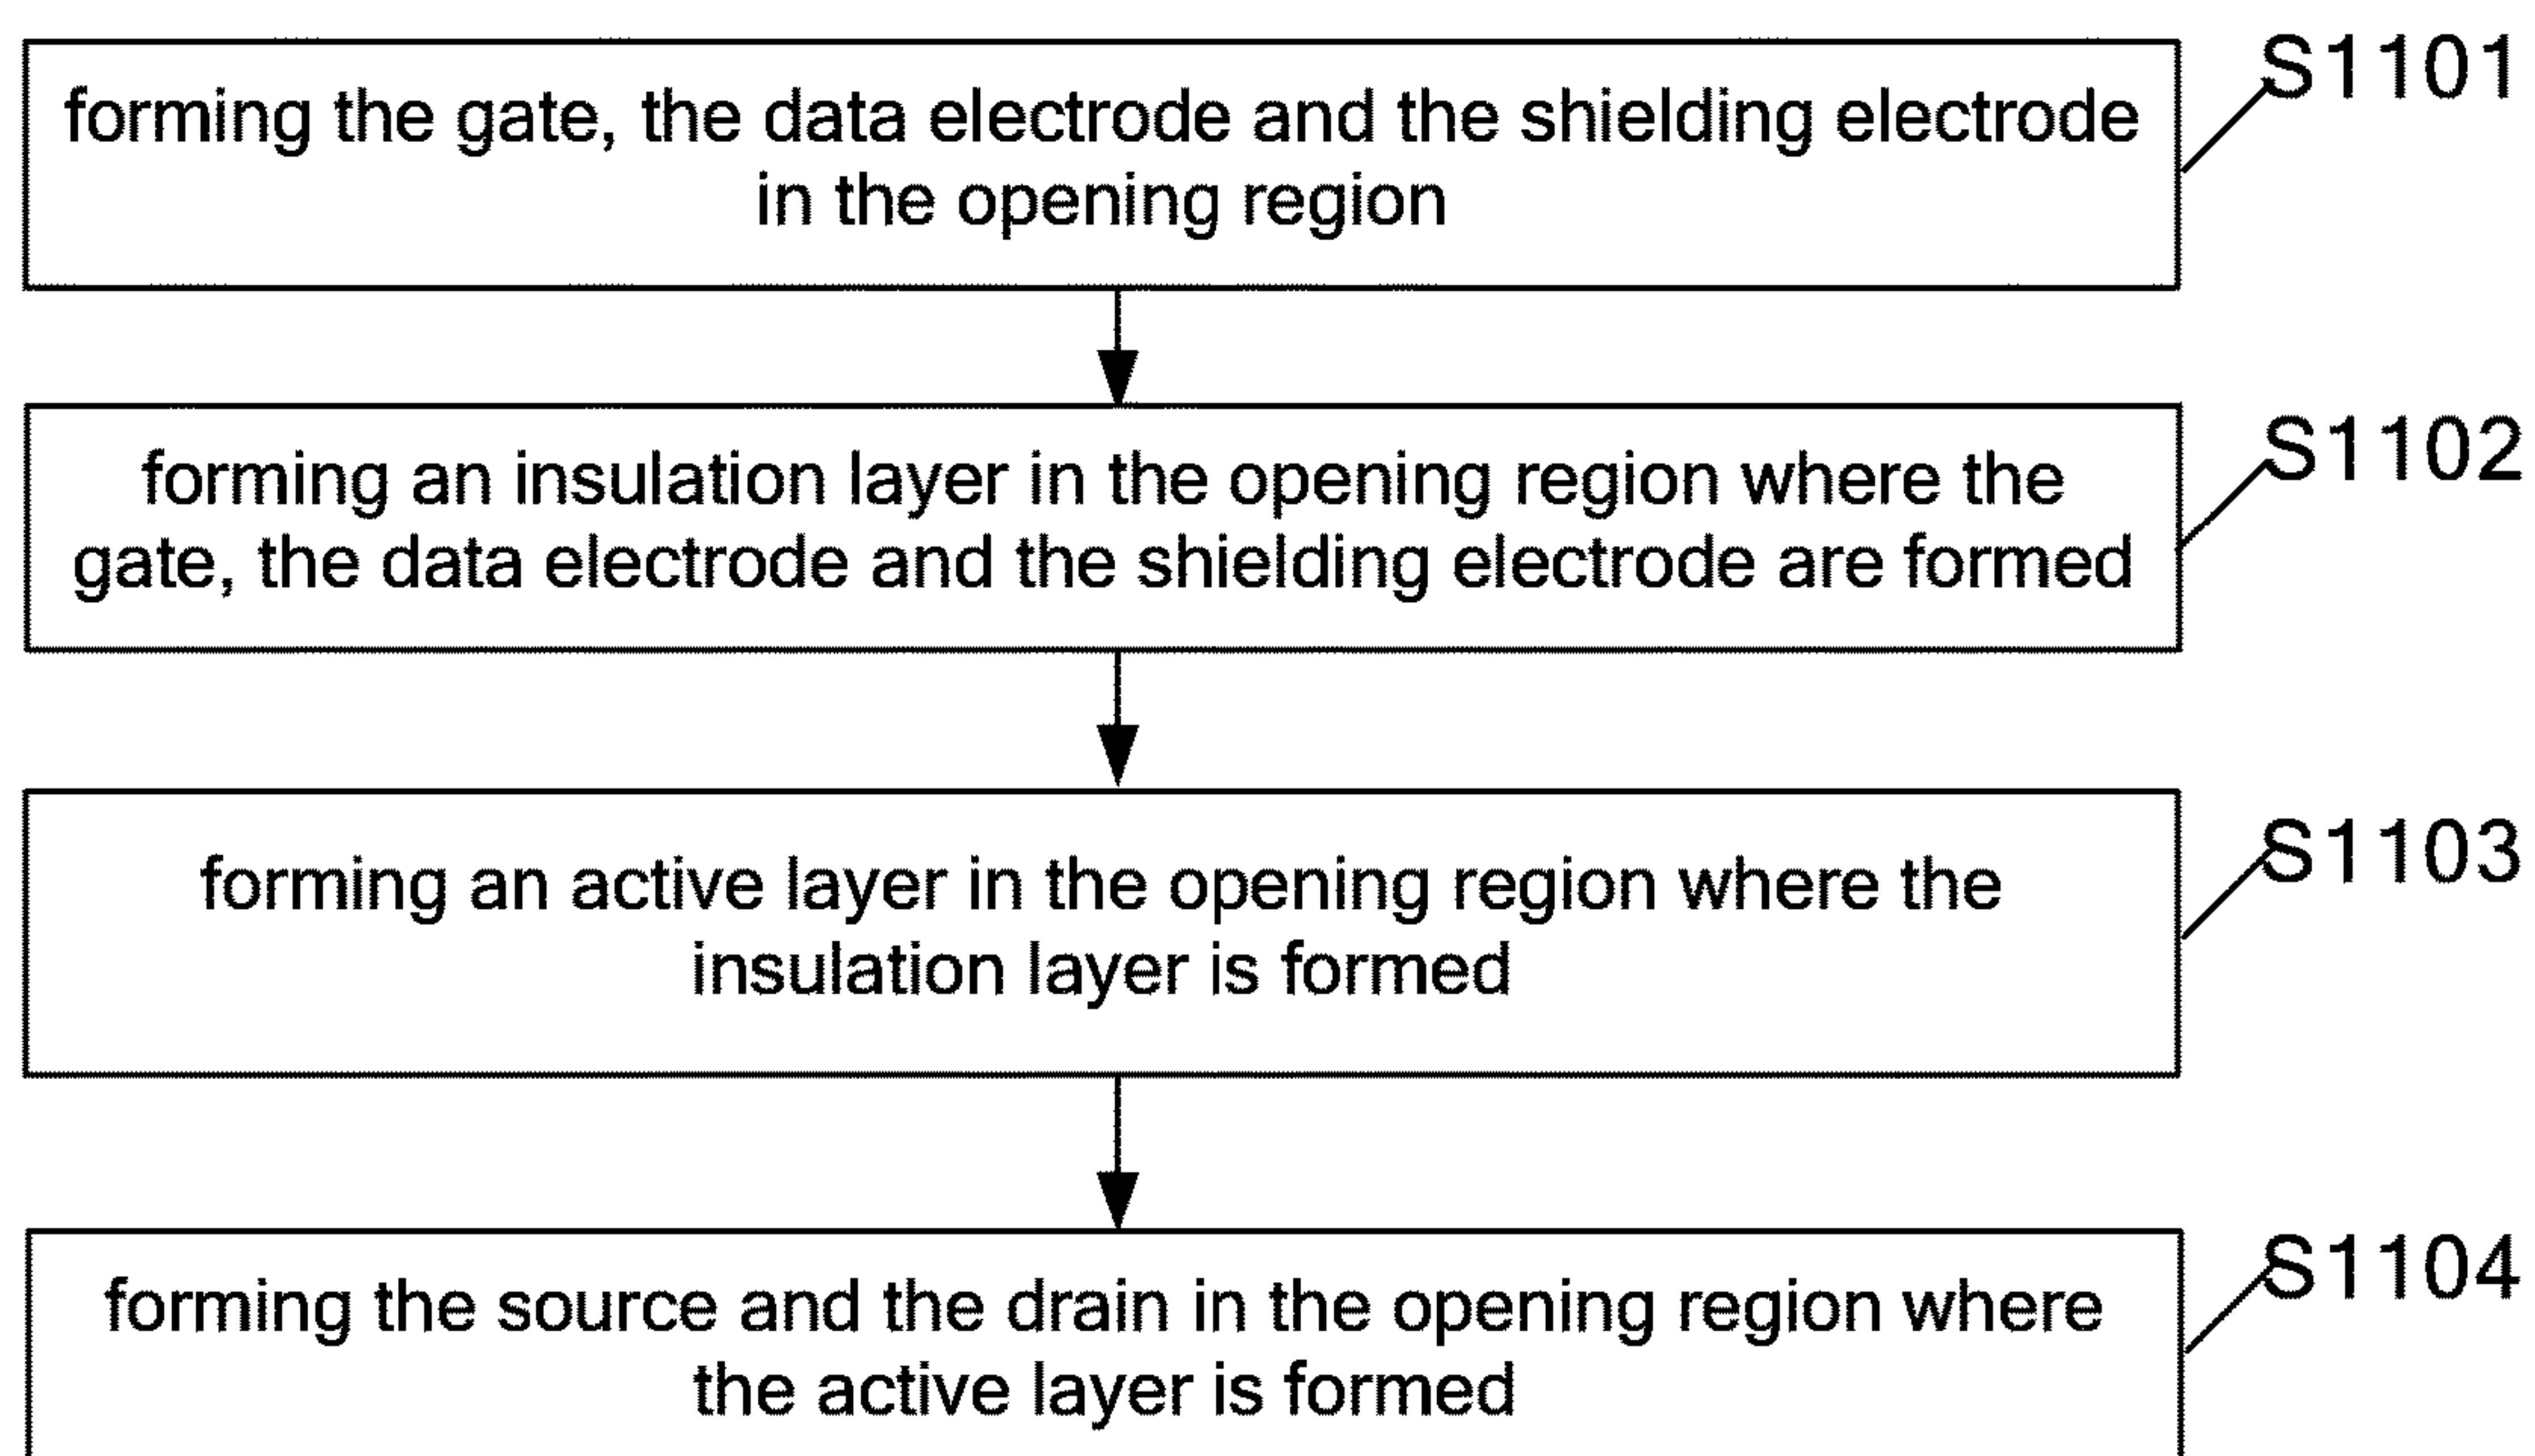 forming the gate, the data electrode and the shielding electrode
in the opening region
S1101
forming an insulation layer in the opening region where the
gate, the data electrode and the shielding electrode are formed
S1102
forming an active layer in the opening region where the
insulation layer is formed
S1103
forming the source and the drain in the opening region where
the active layer is formed
S1104